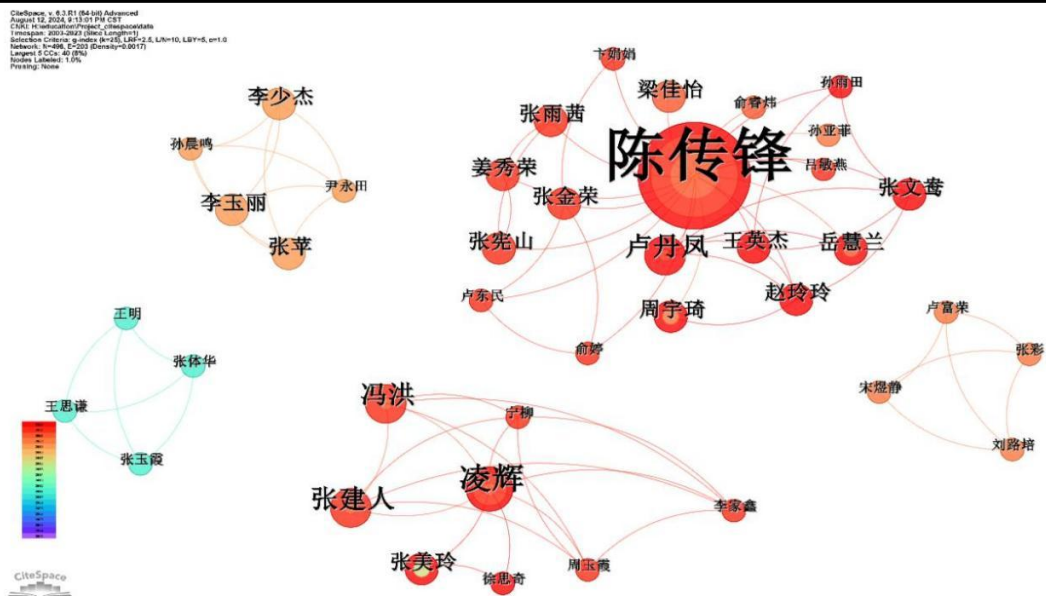 CiteSpace, v. 6.3.R1 (64-bit) Advanced
August 12, 2024, 9:13:01 PM CST
CNKI: H:\education\Project_citespace\data
Timespan: 2003-2023 (Slice Length=1)
Selection Criteria: g-index (k=25), LRF=2.5, L/N=10, LBY=5, e=1.0
Network: N=496, E=203 (Density=0.0017)
Largest 5 CCs: 40 (8%)
Nodes Labeled: 1.0%
Pruning: None
卞娟娟
李少杰
梁佳怡
孙雨田
张雨茜
俞睿炜
孙亚菲
孙晨鸣
陈传锋
姜秀荣
吕敏燕
尹永田
张金荣
张文鸯
李玉丽
张苹
张宪山
卢丹凤
王英杰
岳慧兰
卢东民
赵玲玲
周宇琦
卢富荣
王明
俞婷
张彩
张体华
宋煜静
冯洪
宁柳
王思谦
刘路培
张玉霞
凌辉
张建人
李家鑫
张美玲
周玉霞
徐思奇
CiteSpace